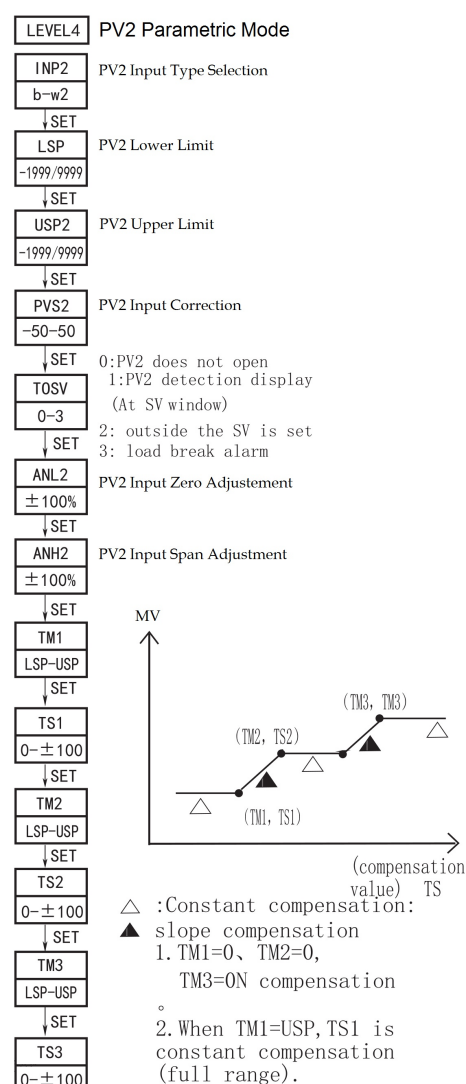 LEVEL4 PV2 Parametric Mode
INP2 PV2 Input Type Selection
b-w2
SET
LSP PV2 Lower Limit
-1999/9999
SET
USP2 PV2 Upper Limit
-1999/9999
SET
PVS2 PV2 Input Correction
-50-50
SET
0:PV2 does not open
1:PV2 detection display
TOSV
(At SV window)
0-3
2: outside the SV is set
SET
3: load break alarm
ANL2 PV2 Input Zero Adjustement
±100%
SET
ANH2 PV2 Input Span Adjustment
±100%
SET
TM1
LSP-USP
SET
TS1
0-±100
SET
TM2
LSP-USP
SET
TS2
0-±100
SET
TM3
LSP-USP
SET
TS3
0-±100
MV
(TM3, TM3)
(TM2, TS2)
(TM1, TS1)
(compensation
value) TS
△ :Constant compensation:
▲ slope compensation
1. TM1=0、TM2=0,
TM3=0N compensation
。
2. When TM1=USP, TS1 is
constant compensation
(full range).